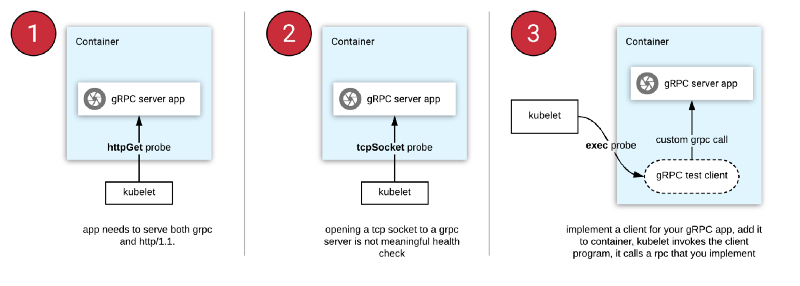 1
Container
gRPC server app
httpGet probe
kubelet
app needs to serve both grpc
and http/1.1.
2
Container
gRPC server app
tcpSocket probe
kubelet
opening a tcp socket to a grpc
server is not meaningful health
check
3
Container
gRPC server app
kubelet
custom grpc call
exec probe
gRPC test client
implement a client for your gRPC app, add it
to container, kubelet invokes the client
program, it calls a rpc that you implement